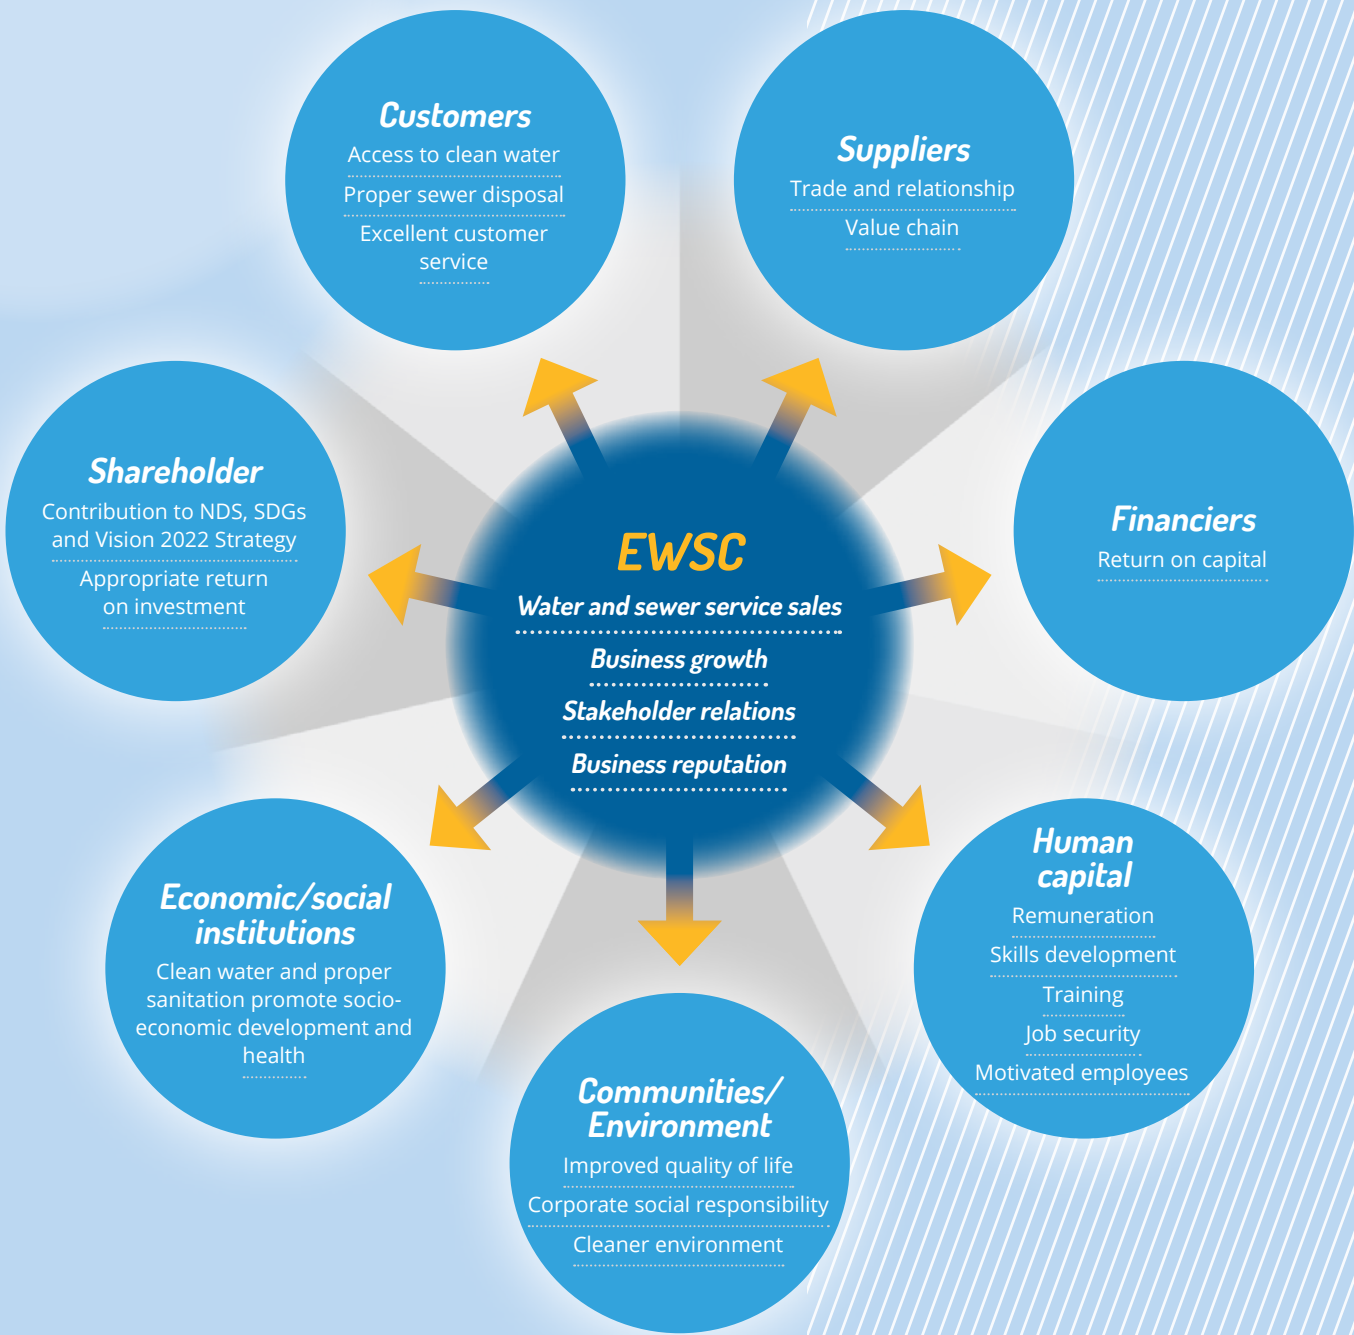 Customers
Access to clean water
Proper sewer disposal
Excellent customer
service
Suppliers
Trade and relationship
Value chain
Shareholder
Contribution to NDS, SDGs
and Vision 2022 Strategy
Appropriate return
on investment
EWSC
Water and sewer service sales
Business growth
Stakeholder relations
Business reputation
Financiers
Return on capital
Economic/social
institutions
Clean water and proper
sanitation promote socio-
economic development and
health
Communities/
Environment
Improved quality of life
Corporate social responsibility
Cleaner environment
Human
capital
Remuneration
Skills development
Training
Job security
Motivated employees